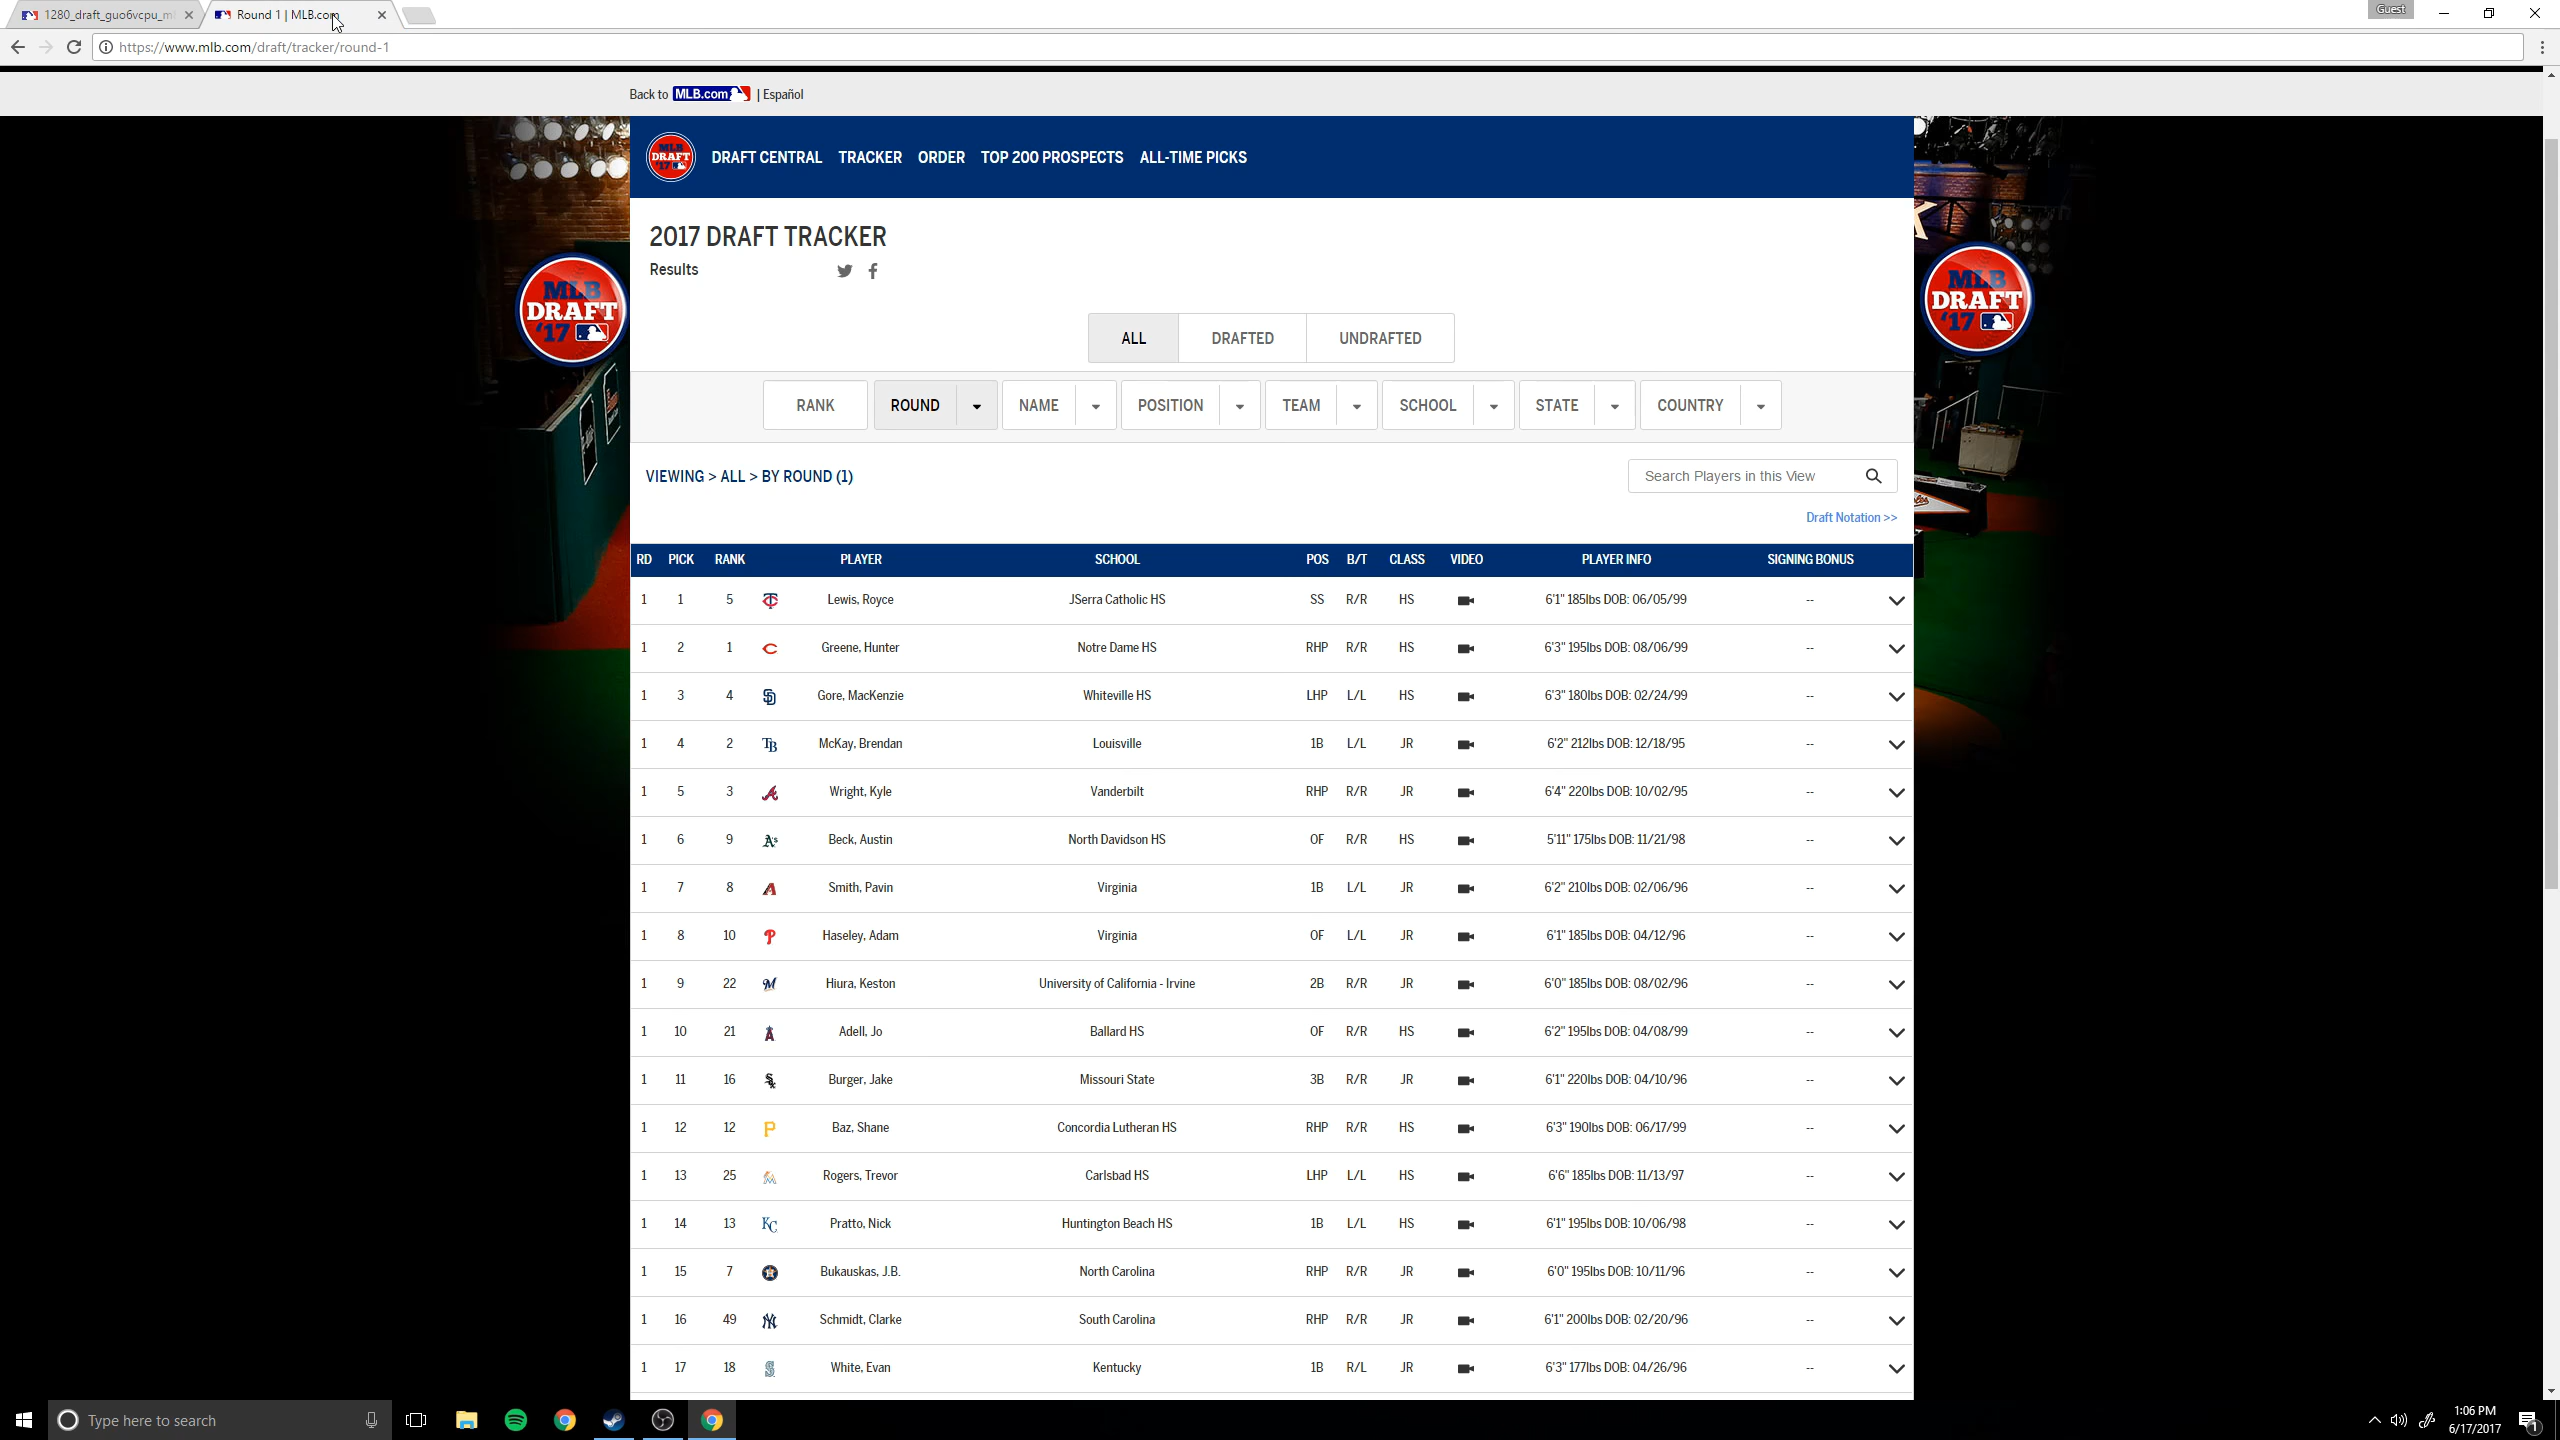 1280_draft_guo6vcpu_ml
Round 1 | MLB.com
Guest
https://www.mlb.com/draft/tracker/round-1
Back to MLB.com | Español
MLB DRAFT '17
DRAFT CENTRAL TRACKER ORDER TOP 200 PROSPECTS ALL-TIME PICKS
2017 DRAFT TRACKER
Results
MLB DRAFT '17
MLB DRAFT '17
ALL DRAFTED UNDRAFTED
RANK ROUND NAME POSITION TEAM SCHOOL STATE COUNTRY
VIEWING > ALL > BY ROUND (1)
Search Players in this View
Draft Notation >>
RD PICK RANK PLAYER SCHOOL POS B/T CLASS VIDEO PLAYER INFO SIGNING BONUS
1 1 5 Lewis, Royce JSerra Catholic HS SS R/R HS 6'1" 185lbs DOB: 06/05/99 --
1 2 1 Greene, Hunter Notre Dame HS RHP R/R HS 6'3" 195lbs DOB: 08/06/99 --
1 3 4 Gore, MacKenzie Whiteville HS LHP L/L HS 6'3" 180lbs DOB: 02/24/99 --
1 4 2 McKay, Brendan Louisville 1B L/L JR 6'2" 212lbs DOB: 12/18/95 --
1 5 3 Wright, Kyle Vanderbilt RHP R/R JR 6'4" 220lbs DOB: 10/02/95 --
1 6 9 Beck, Austin North Davidson HS OF R/R HS 5'11" 175lbs DOB: 11/21/98 --
1 7 8 Smith, Pavin Virginia 1B L/L JR 6'2" 210lbs DOB: 02/06/96 --
1 8 10 Haseley, Adam Virginia OF L/L JR 6'1" 185lbs DOB: 04/12/96 --
1 9 22 Hiura, Keston University of California - Irvine 2B R/R JR 6'0" 185lbs DOB: 08/02/96 --
1 10 21 Adell, Jo Ballard HS OF R/R HS 6'2" 195lbs DOB: 04/08/99 --
1 11 16 Burger, Jake Missouri State 3B R/R JR 6'1" 220lbs DOB: 04/10/96 --
1 12 12 Baz, Shane Concordia Lutheran HS RHP R/R HS 6'3" 190lbs DOB: 06/17/99 --
1 13 25 Rogers, Trevor Carlsbad HS LHP L/L HS 6'6" 185lbs DOB: 11/13/97 --
1 14 13 Pratto, Nick Huntington Beach HS 1B L/L HS 6'1" 195lbs DOB: 10/06/98 --
1 15 7 Bukauskas, J.B. North Carolina RHP R/R JR 6'0" 195lbs DOB: 10/11/96 --
1 16 49 Schmidt, Clarke South Carolina RHP R/R JR 6'1" 200lbs DOB: 02/20/96 --
1 17 18 White, Evan Kentucky 1B R/L JR 6'3" 177lbs DOB: 04/26/96 --
Type here to search
1:06 PM
6/17/2017
1